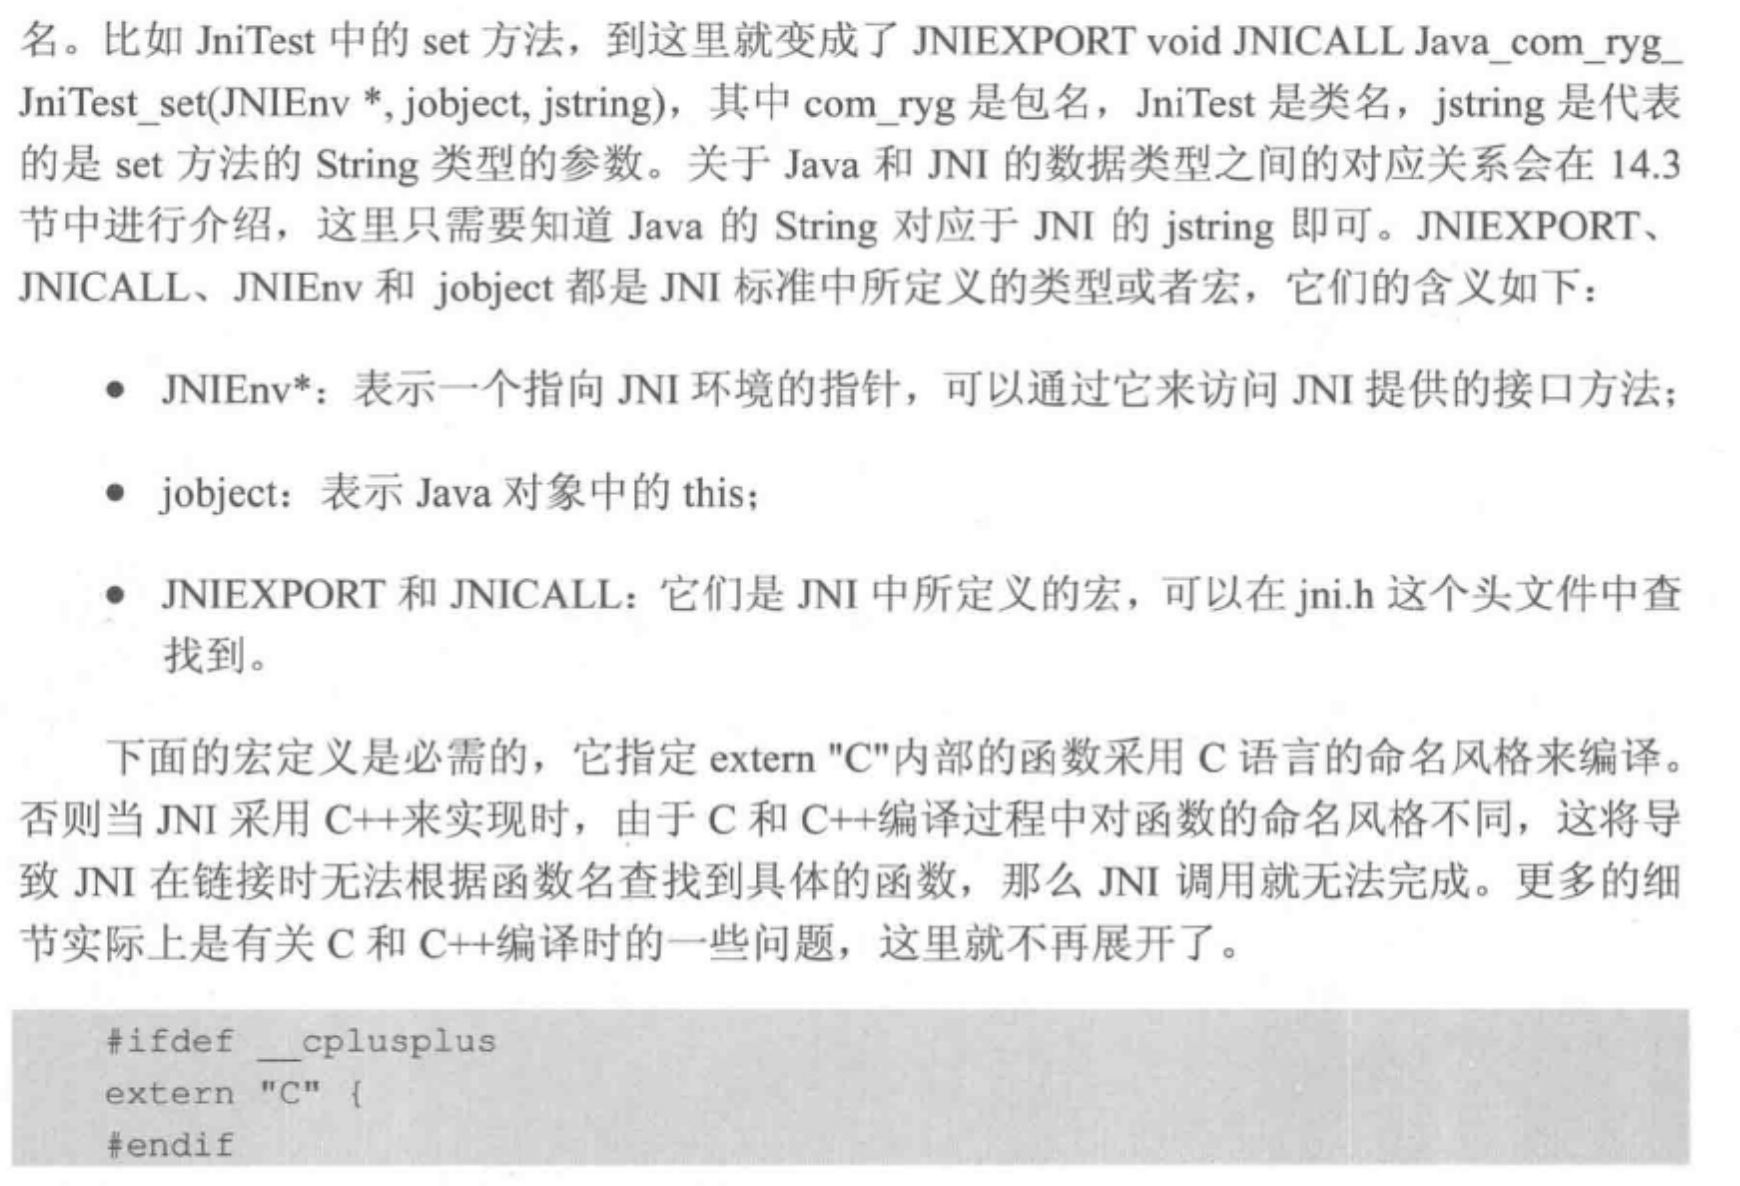 名。比如 JniTest 中的 set 方法，到这里就变成了 JNIEXPORT void JNICALL Java_com_ryg_
JniTest_set(JNIEnv *, jobject, jstring)，其中 com_ryg 是包名，JniTest 是类名，jstring 是代表
的是 set 方法的 String 类型的参数。关于 Java 和 JNI 的数据类型之间的对应关系会在 14.3
节中进行介绍，这里只需要知道 Java 的 String 对应于 JNI 的 jstring 即可。JNIEXPORT、
JNICALL、JNIEnv 和 jobject 都是 JNI 标准中所定义的类型或者宏，它们的含义如下：
● JNIEnv*：表示一个指向 JNI 环境的指针，可以通过它来访问 JNI 提供的接口方法；
● jobject：表示 Java 对象中的 this；
● JNIEXPORT 和 JNICALL：它们是 JNI 中所定义的宏，可以在 jni.h 这个头文件中查
找到。
下面的宏定义是必需的，它指定 extern "C"内部的函数采用 C 语言的命名风格来编译。
否则当 JNI 采用 C++来实现时，由于 C 和 C++编译过程中对函数的命名风格不同，这将导
致 JNI 在链接时无法根据函数名查找到具体的函数，那么 JNI 调用就无法完成。更多的细
节实际上是有关 C 和 C++编译时的一些问题，这里就不再展开了。
#ifdef __cplusplus
extern "C" {
#endif